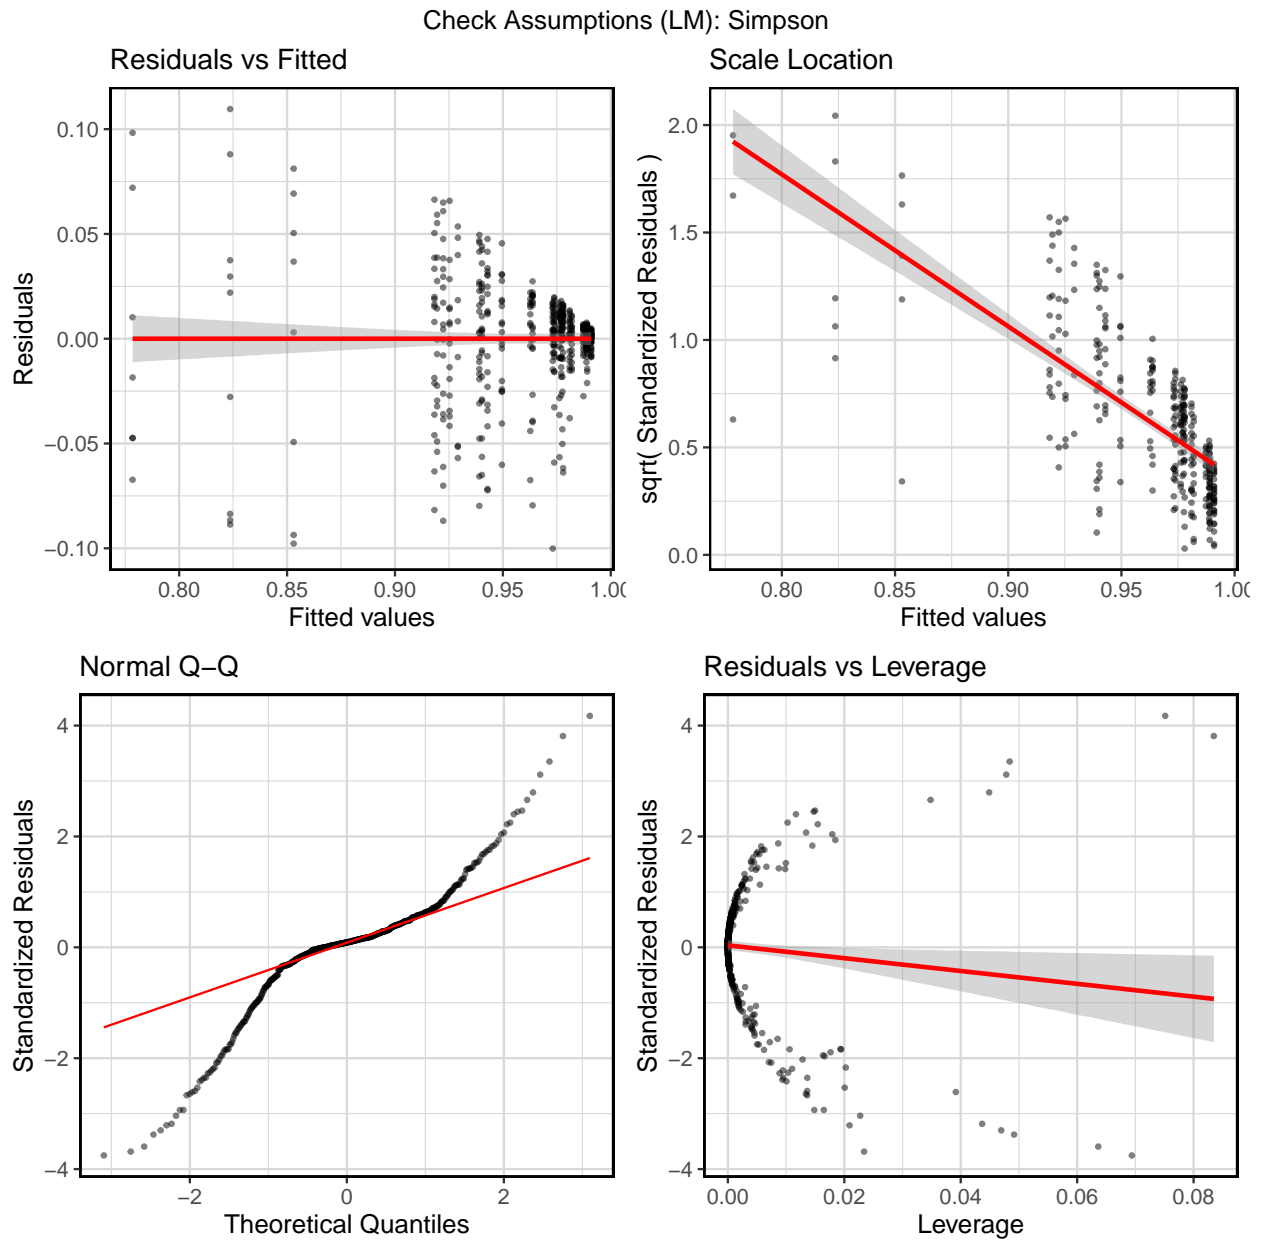 Check Assumptions (LM): Simpson
Residuals vs Fitted
Residuals
0.10
0.05
0.00
−0.05
−0.10
0.80 0.85 0.90 0.95 1.00
Fitted values
Scale Location
sqrt( Standardized Residuals )
2.0
1.5
1.0
0.5
0.0
0.80 0.85 0.90 0.95 1.00
Fitted values
Normal Q−Q
Standardized Residuals
4
2
0
−2
−4
−2 0 2
Theoretical Quantiles
Residuals vs Leverage
Standardized Residuals
4
2
0
−2
−4
0.00 0.02 0.04 0.06 0.08
Leverage